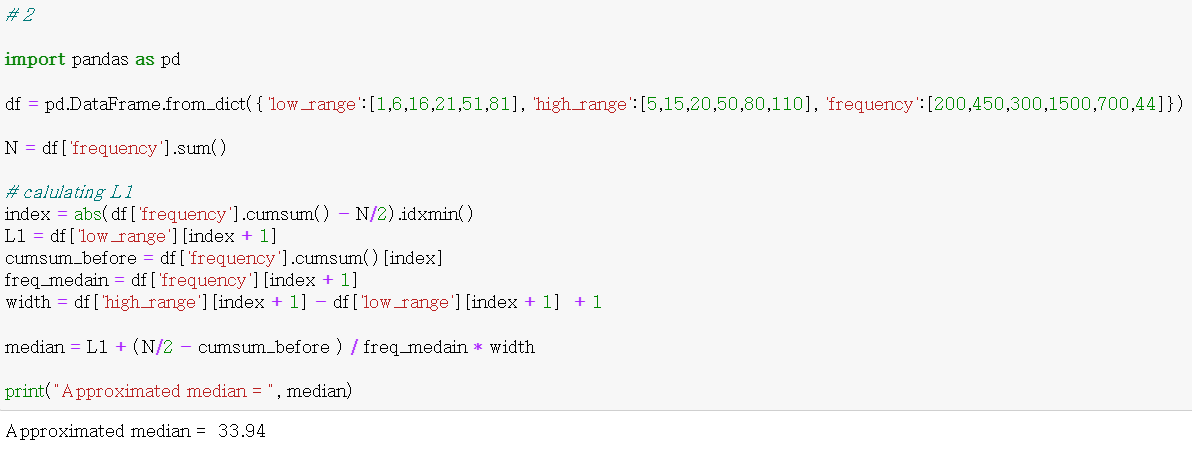 # 2
import pandas as pd
df = pd.DataFrame.from_dict({'low_range':[1,6,16,21,51,81], 'high_range':[5,15,20,50,80,110], 'frequency':[200,450,300,1500,700,44]})
N = df['frequency'].sum()
# calulating L1
index = abs(df['frequency'].cumsum() - N/2).idxmin()
L1 = df['low_range'][index + 1]
cumsum_before = df['frequency'].cumsum()[index]
freq_medain = df['frequency'][index + 1]
width = df['high_range'][index + 1] - df['low_range'][index + 1] + 1
median = L1 + (N/2 - cumsum_before ) / freq_medain * width
print("Approximated median = ", median)
Approximated median =  33.94